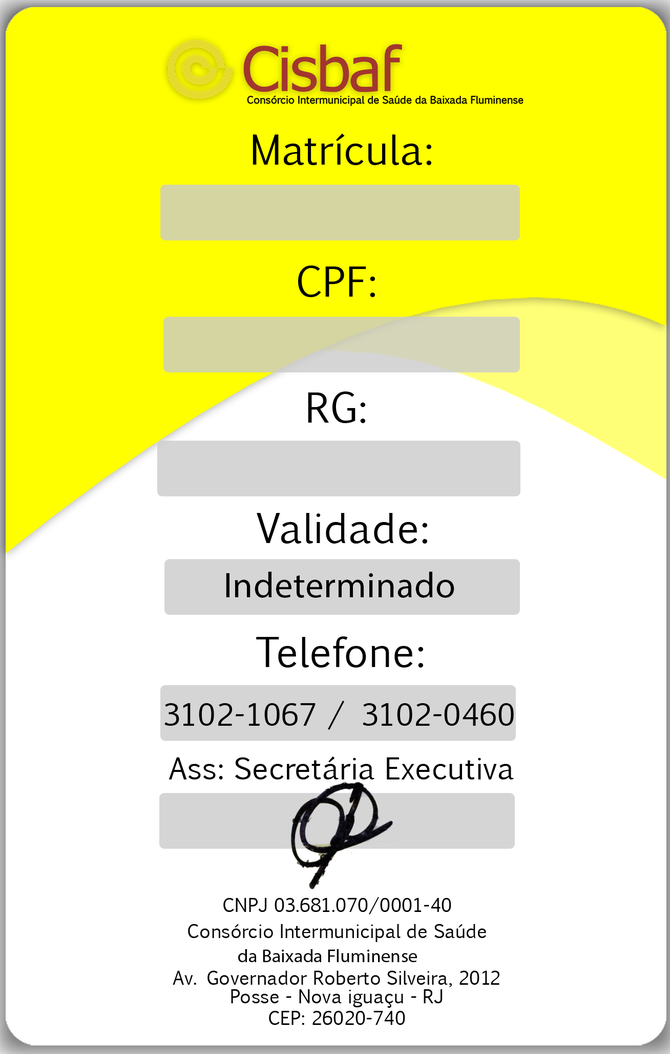 Cisbaf
Consórcio Intermunicipal de Saúde da Baixada Fluminense
Matrícula:
CPF:
RG:
Validade:
Indeterminado
Telefone:
3102-1067 / 3102-0460
Ass: Secretária Executiva
CNPJ 03.681.070/0001-40
Consórcio Intermunicipal de Saúde
da Baixada Fluminense
Av. Governador Roberto Silveira, 2012
Posse - Nova iguaçu - RJ
CEP: 26020-740